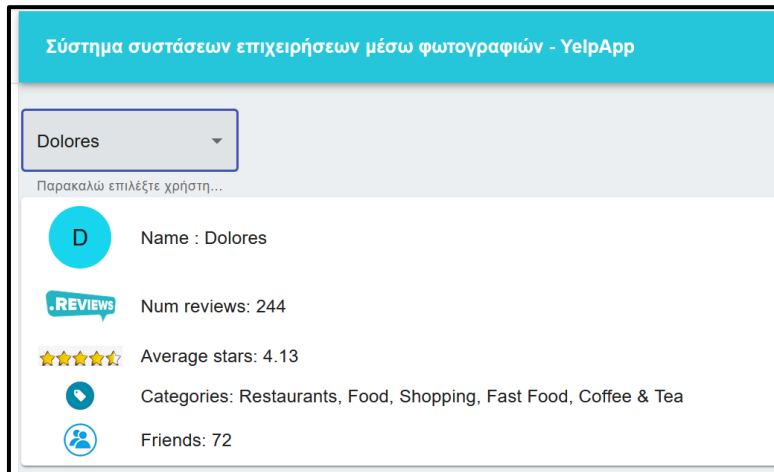 Σύστημα συστάσεων επιχειρήσεων μέσω φωτογραφιών - YelpApp
Dolores
Παρακαλώ επιλέξτε χρήστη...
D
Name : Dolores
.REVIEWS
Num reviews: 244
Average stars: 4.13
Categories: Restaurants, Food, Shopping, Fast Food, Coffee & Tea
Friends: 72